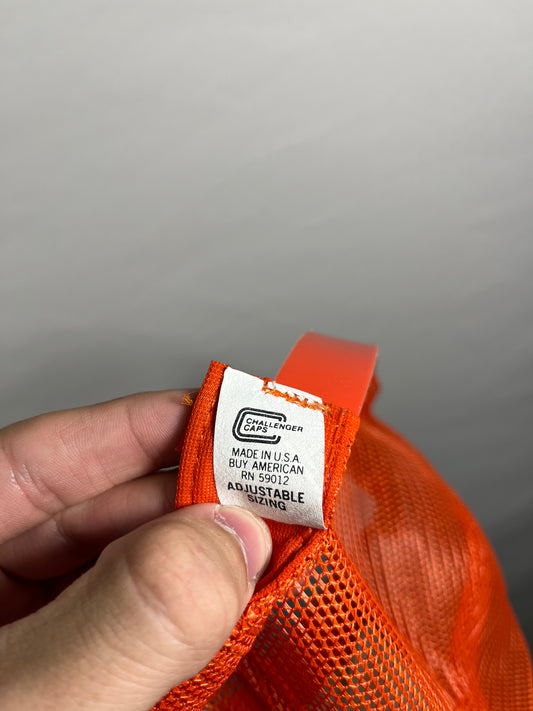 CHALLENGER
CAPS
MADE IN U.S.A.
BUY AMERICAN
RN 59012
ADJUSTABLE
SIZING